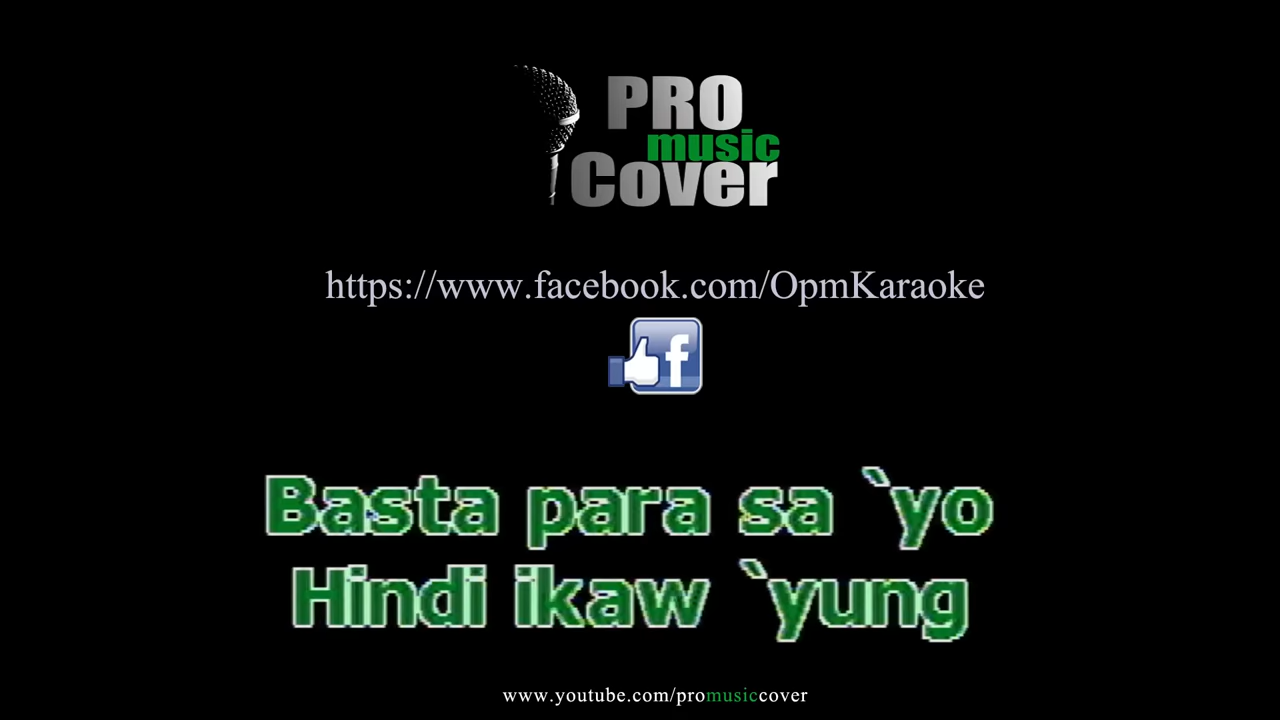 PRO
music
Cover
https://www.facebook.com/OpmKaraoke
f
Basta para sa `yo
Hindi ikaw `yung
www.youtube.com/promusiccover